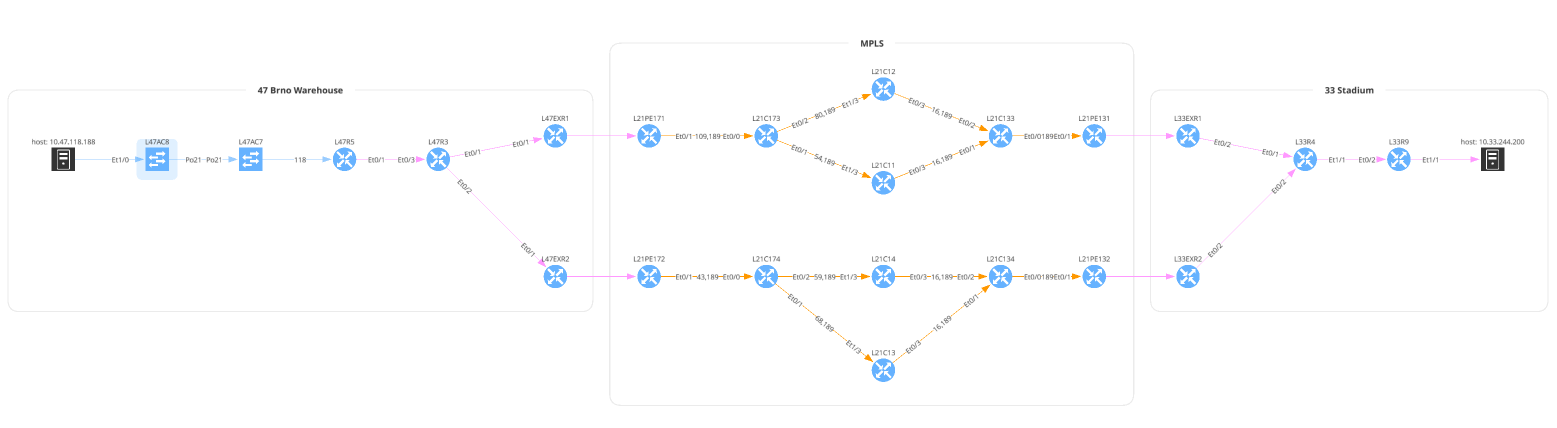 MPLS
47 Brno Warehouse
33 Stadium
host: 10.47.118.188
L47AC8
L47AC7
L47R5
L47R3
L47EXR1
L47EXR2
Et1/0
Po21 Po21
118
Et0/1 Et0/3
Et0/1 Et0/1
Et0/2 Et0/1
L21PE171
L21C173
L21C12
L21C11
L21C133
L21PE131
Et0/1 109,189 Et0/0
Et0/2 80,189 Et1/3
Et0/1 54,189 Et1/3
Et0/3 16,189 Et0/2
Et0/3 16,189 Et0/1
Et0/0189Et0/1
L21PE172
L21C174
L21C14
L21C13
L21C134
L21PE132
Et0/1 43,189 Et0/0
Et0/2 59,189 Et1/3
Et0/1 68,189 Et1/3
Et0/3 16,189 Et0/2
Et0/3 16,189 Et0/1
Et0/0189Et0/1
L33EXR1
L33EXR2
L33R4
L33R9
host: 10.33.244.200
Et0/2 Et0/1
Et0/2 Et0/2
Et1/1 Et0/2
Et1/1